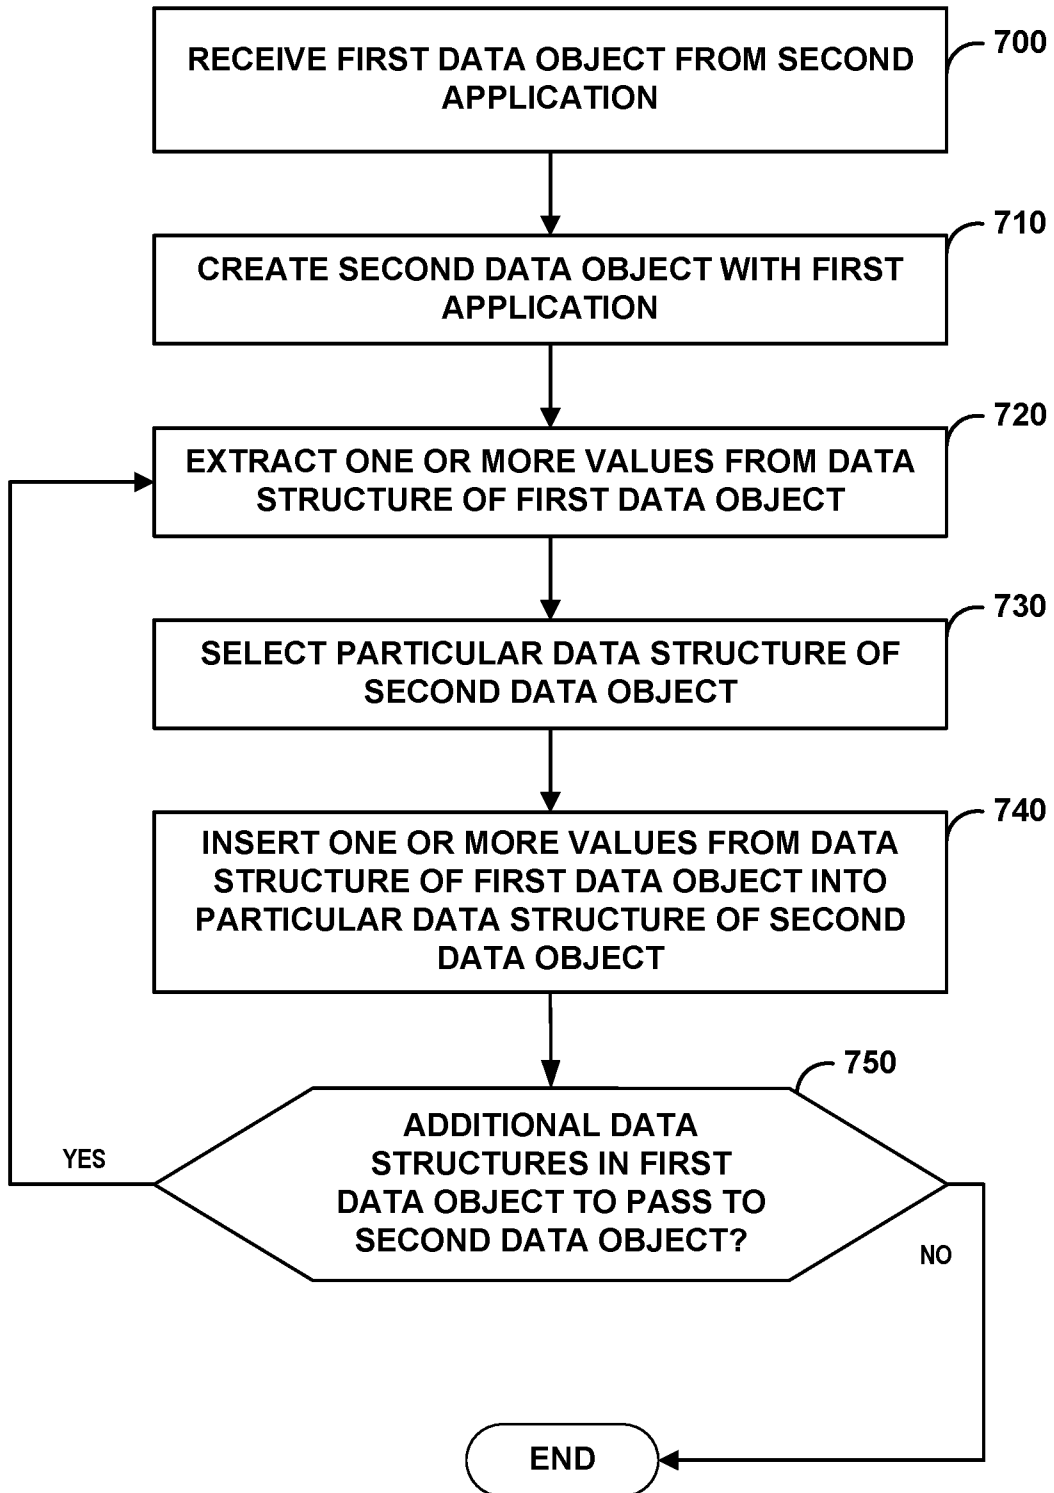 RECEIVE FIRST DATA OBJECT FROM SECOND
APPLICATION
700
CREATE SECOND DATA OBJECT WITH FIRST
APPLICATION
710
EXTRACT ONE OR MORE VALUES FROM DATA
STRUCTURE OF FIRST DATA OBJECT
720
SELECT PARTICULAR DATA STRUCTURE OF
SECOND DATA OBJECT
730
INSERT ONE OR MORE VALUES FROM DATA
STRUCTURE OF FIRST DATA OBJECT INTO
PARTICULAR DATA STRUCTURE OF SECOND
DATA OBJECT
740
ADDITIONAL DATA
STRUCTURES IN FIRST
DATA OBJECT TO PASS TO
SECOND DATA OBJECT?
750
YES
NO
END